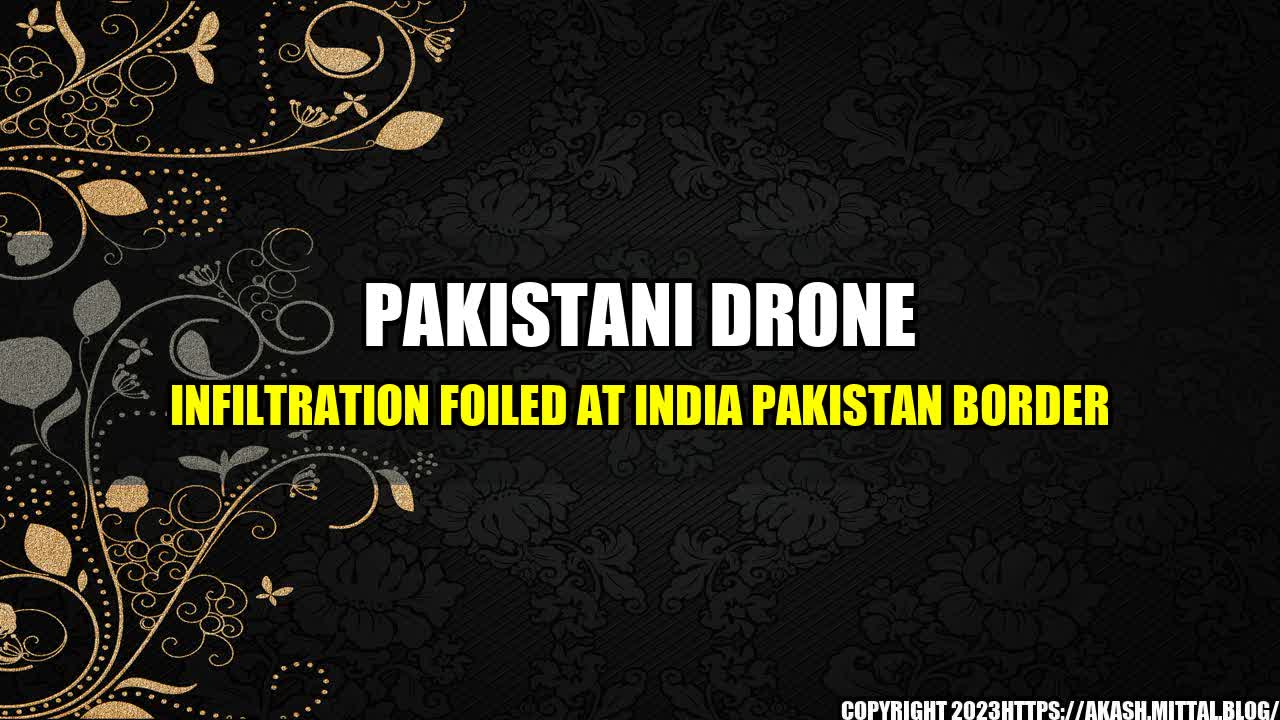 PAKISTANI DRONE
INFILTRATION FOILED AT INDIA PAKISTAN BORDER
COPYRIGHT 2023HTTPS://AKASH.MITTAL.BLOG/